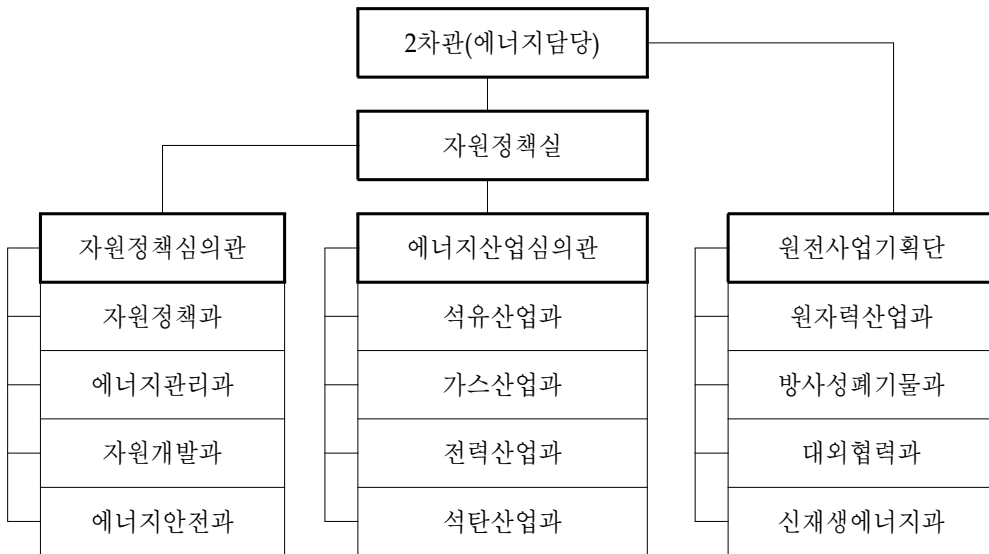 2차관(에너지담당)
자원정책실
자원정책심의관
자원정책과
에너지관리과
자원개발과
에너지안전과
에너지산업심의관
석유산업과
가스산업과
전력산업과
석탄산업과
원전사업기획단
원자력산업과
방사성폐기물과
대외협력과
신재생에너지과